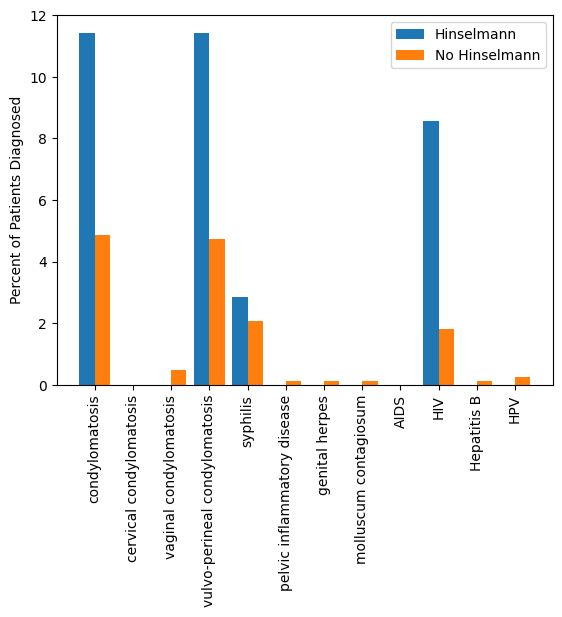 Hinselmann
No Hinselmann
Percent of Patients Diagnosed
12
10
8
6
4
2
0
condylomatosis
cervical condylomatosis
vaginal condylomatosis
vulvo-perineal condylomatosis
syphilis
pelvic inflammatory disease
genital herpes
molluscum contagiosum
AIDS
HIV
Hepatitis B
HPV